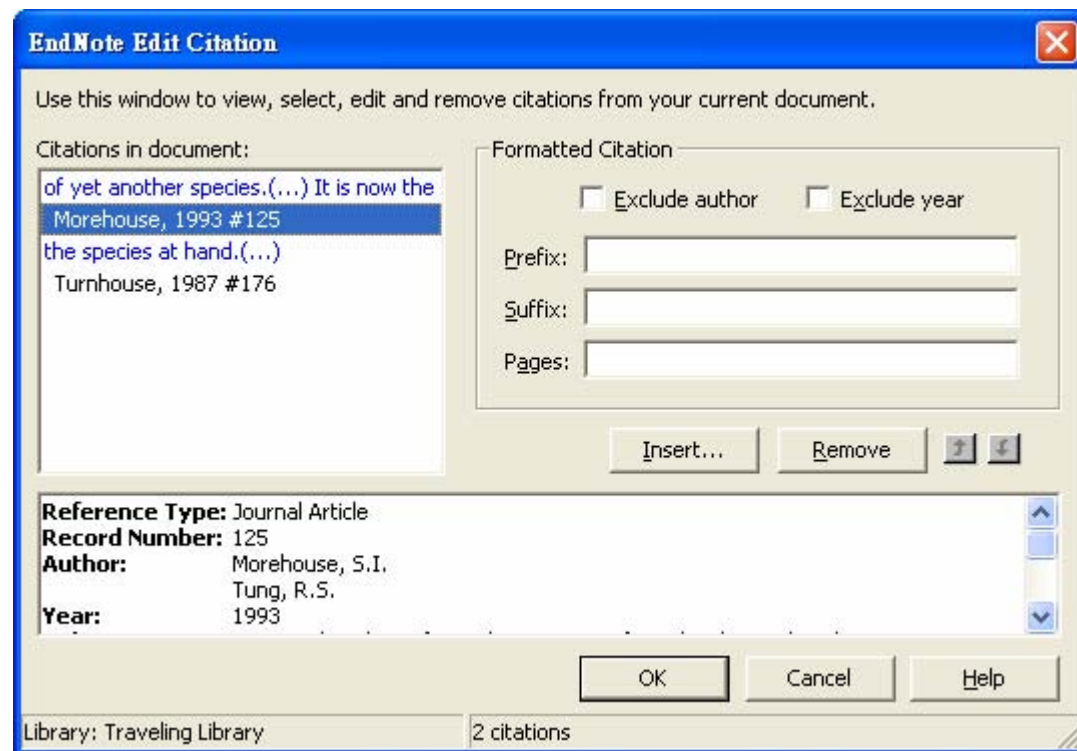 EndNote Edit Citation
Use this window to view, select, edit and remove citations from your current document.
Citations in document:
of yet another species.(...) It is now the
Morehouse, 1993 #125
the species at hand.(...)
Turnhouse, 1987 #176
Formatted Citation
Exclude author
Exclude year
Prefix:
Suffix:
Pages:
Insert...
Remove
Reference Type: Journal Article
Record Number: 125
Author: Morehouse, S.I.
Tung, R.S.
Year: 1993
OK
Cancel
Help
Library: Traveling Library
2 citations